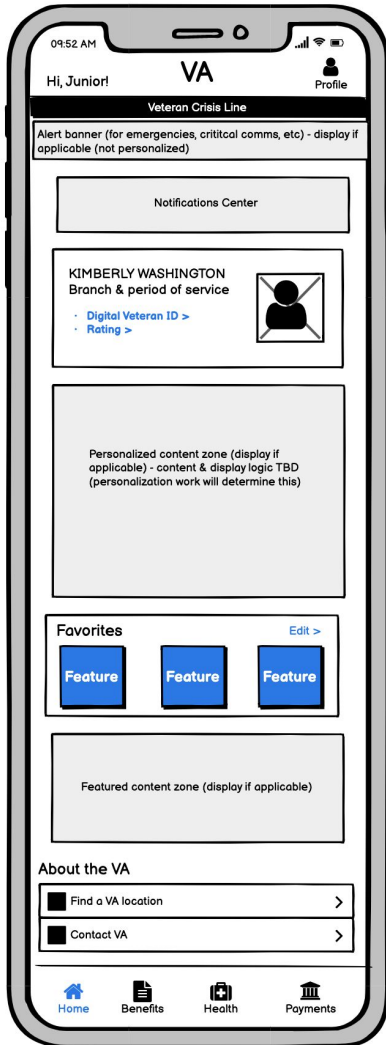 09:52 AM
Hi, Junior!
VA
Profile
Veteran Crisis Line
Alert banner (for emergencies, crititcal comms, etc) - display if
applicable (not personalized)
Notifications Center
KIMBERLY WASHINGTON
Branch & period of service
· Digital Veteran ID >
· Rating >
Personalized content zone (display if
applicable) - content & display logic TBD
(personalization work will determine this)
Favorites
Edit >
Feature
Feature
Feature
Featured content zone (display if applicable)
About the VA
Find a VA location
Contact VA
Home
Benefits
Health
Payments